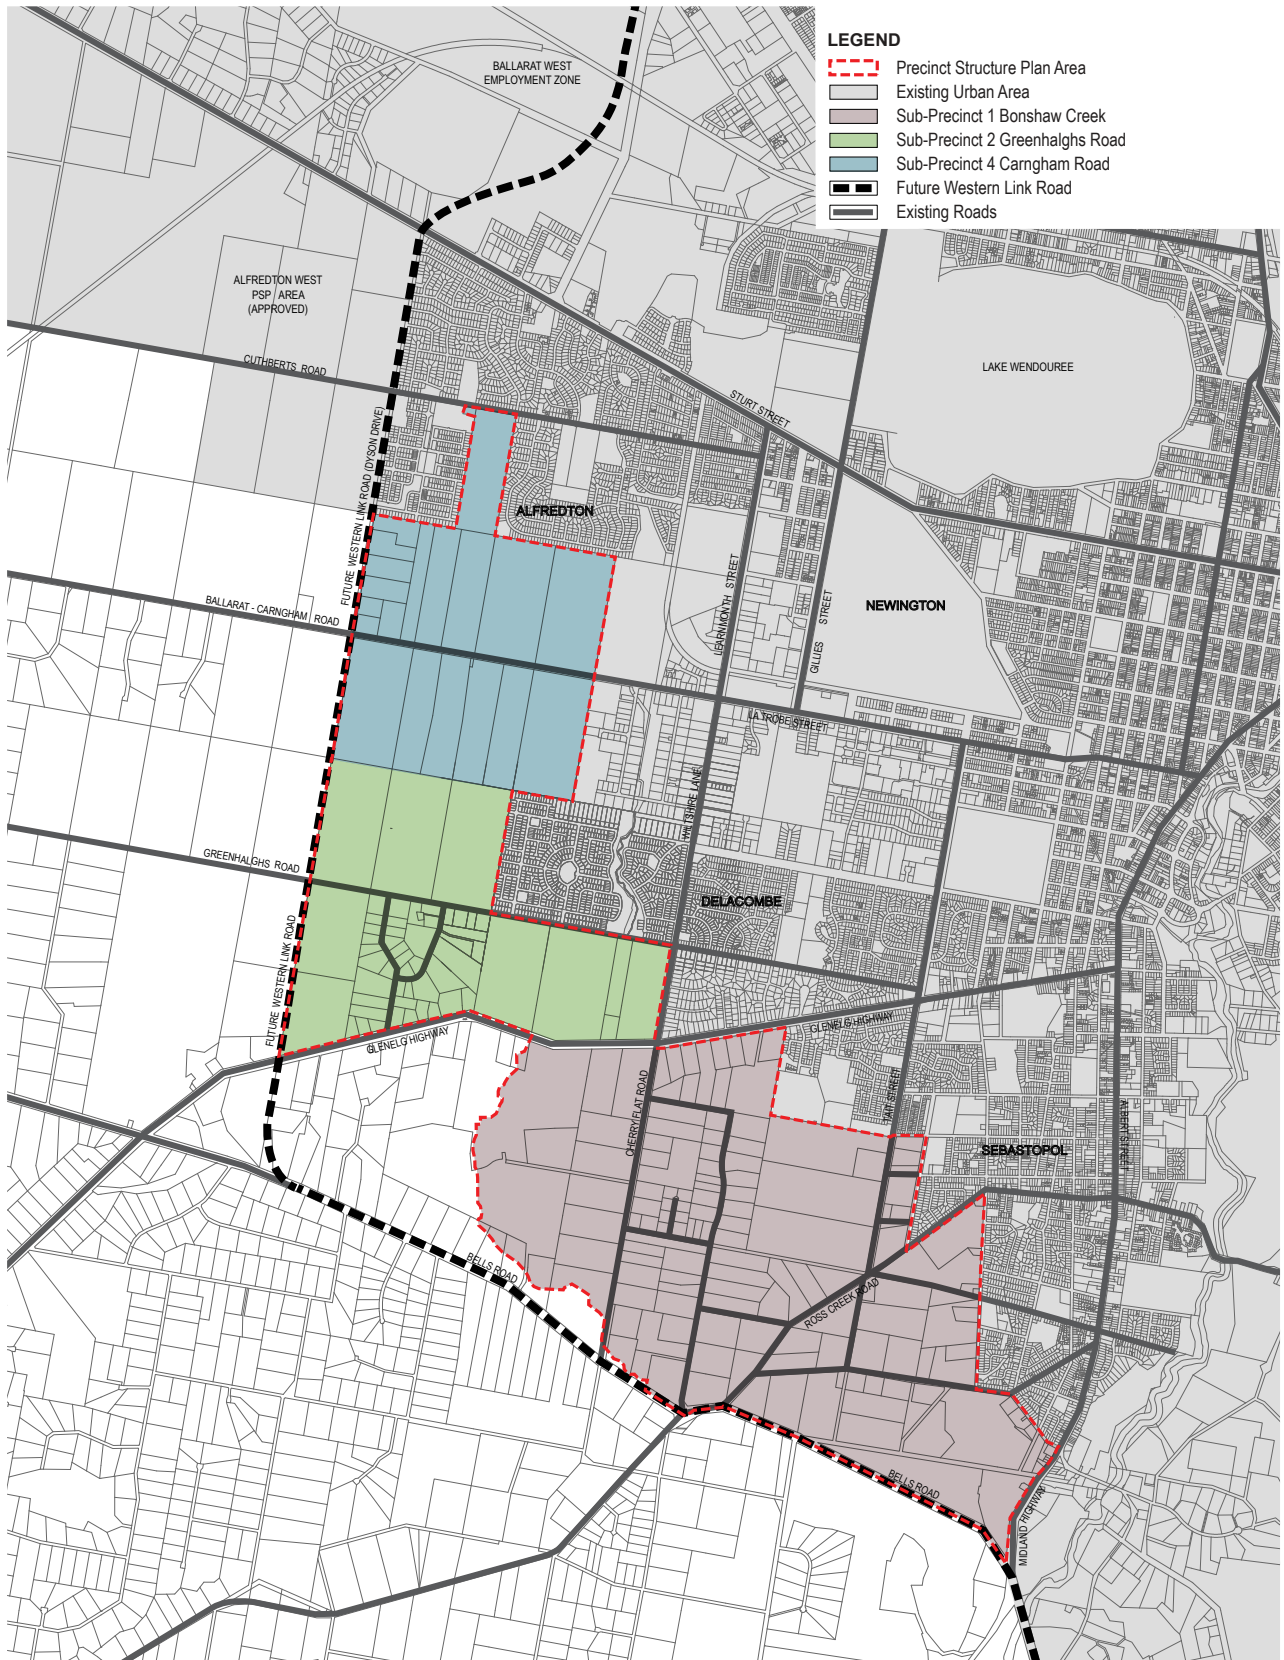 LEGEND
Precinct Structure Plan Area
Existing Urban Area
Sub-Precinct 1 Bonshaw Creek
Sub-Precinct 2 Greenhalghs Road
Sub-Precinct 4 Carngham Road
Future Western Link Road
Existing Roads
BALLARAT WEST
EMPLOYMENT ZONE
ALFREDTON WEST
PSP AREA
(APPROVED)
CUTHBERTS ROAD
LAKE WENDOUREE
STURT STREET
FUTURE WESTERN LINK ROAD (DYSON DRIVE)
ALFREDTON
LEARNMONTH STREET
GILLIES STREET
NEWINGTON
BALLARAT - CARNGHAM ROAD
LA TROBE STREET
WILTSHIRE LANE
GREENHALGHS ROAD
DELACOMBE
FUTURE WESTERN LINK ROAD
GLENELG HIGHWAY
GLENELG HIGHWAY
CHERRY FLAT ROAD
TAIT STREET
ALBERT STREET
SEBASTOPOL
BELLS ROAD
ROSS CREEK ROAD
BELLS ROAD
MIDLAND HIGHWAY